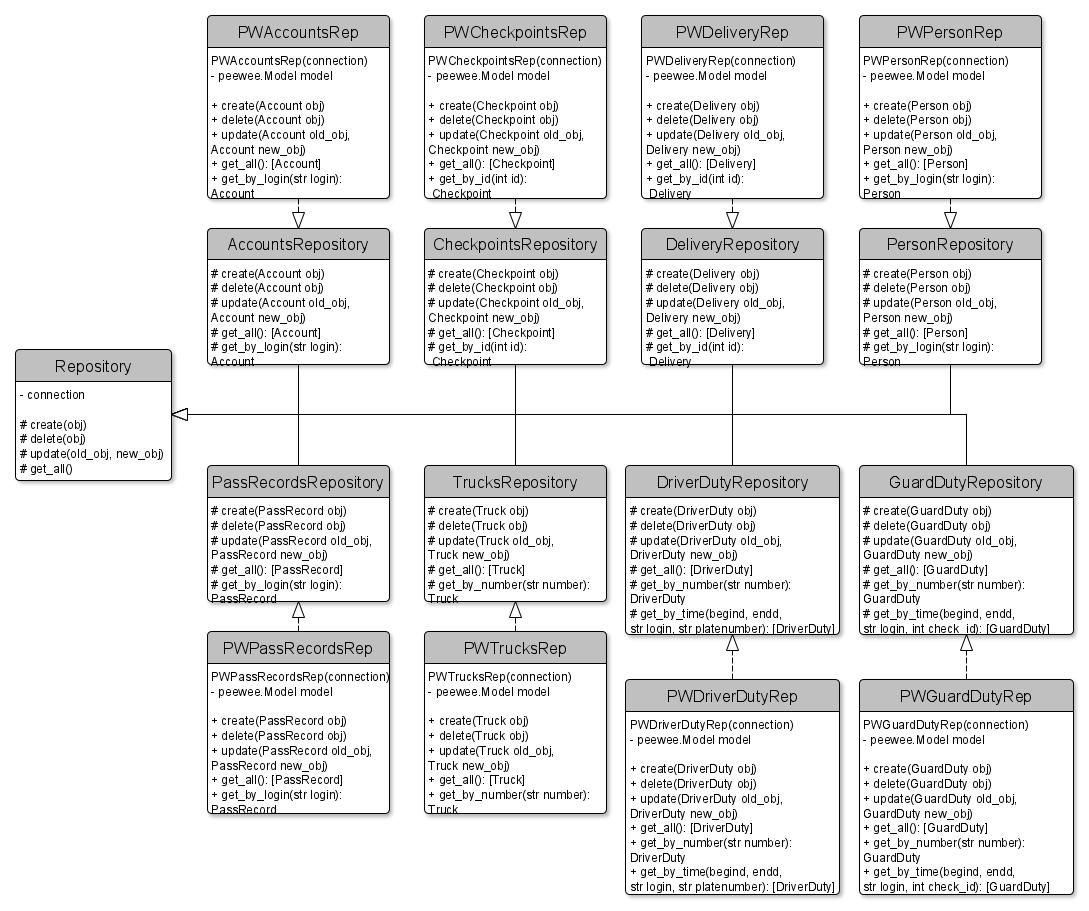 PWAccountsRep
PWAccountsRep(connection)
- peewee.Model model
+ create(Account obj)
+ delete(Account obj)
+ update(Account old_obj,
Account new_obj)
+ get_all(): [Account]
+ get_by_login(str login):
Account
PWCheckpointsRep
PWCheckpointsRep(connection)
- peewee.Model model
+ create(Checkpoint obj)
+ delete(Checkpoint obj)
+ update(Checkpoint old_obj,
Checkpoint new_obj)
+ get_all(): [Checkpoint]
+ get_by_id(int id):
Checkpoint
PWDeliveryRep
PWDeliveryRep(connection)
- peewee.Model model
+ create(Delivery obj)
+ delete(Delivery obj)
+ update(Delivery old_obj,
Delivery new_obj)
+ get_all(): [Delivery]
+ get_by_id(int id):
Delivery
PWPersonRep
PWPersonRep(connection)
- peewee.Model model
+ create(Person obj)
+ delete(Person obj)
+ update(Person old_obj,
Person new_obj)
+ get_all(): [Person]
+ get_by_login(str login):
Person
AccountsRepository
# create(Account obj)
# delete(Account obj)
# update(Account old_obj,
Account new_obj)
# get_all(): [Account]
# get_by_login(str login):
Account
CheckpointsRepository
# create(Checkpoint obj)
# delete(Checkpoint obj)
# update(Checkpoint old_obj,
Checkpoint new_obj)
# get_all(): [Checkpoint]
# get_by_id(int id):
Checkpoint
DeliveryRepository
# create(Delivery obj)
# delete(Delivery obj)
# update(Delivery old_obj,
Delivery new_obj)
# get_all(): [Delivery]
# get_by_id(int id):
Delivery
PersonRepository
# create(Person obj)
# delete(Person obj)
# update(Person old_obj,
Person new_obj)
# get_all(): [Person]
# get_by_login(str login):
Person
Repository
- connection
# create(obj)
# delete(obj)
# update(old_obj, new_obj)
# get_all()
PassRecordsRepository
# create(PassRecord obj)
# delete(PassRecord obj)
# update(PassRecord old_obj,
PassRecord new_obj)
# get_all(): [PassRecord]
# get_by_login(str login):
PassRecord
TrucksRepository
# create(Truck obj)
# delete(Truck obj)
# update(Truck old_obj,
Truck new_obj)
# get_all(): [Truck]
# get_by_number(str number):
Truck
DriverDutyRepository
# create(DriverDuty obj)
# delete(DriverDuty obj)
# update(DriverDuty old_obj,
DriverDuty new_obj)
# get_all(): [DriverDuty]
# get_by_number(str number):
DriverDuty
# get_by_time(begind, endd,
str login, str platenumber): [DriverDuty]
GuardDutyRepository
# create(GuardDuty obj)
# delete(GuardDuty obj)
# update(GuardDuty old_obj,
GuardDuty new_obj)
# get_all(): [GuardDuty]
# get_by_number(str number):
GuardDuty
# get_by_time(begind, endd,
str login, int check_id): [GuardDuty]
PWPassRecordsRep
PWPassRecordsRep(connection)
- peewee.Model model
+ create(PassRecord obj)
+ delete(PassRecord obj)
+ update(PassRecord old_obj,
PassRecord new_obj)
+ get_all(): [PassRecord]
+ get_by_login(str login):
PassRecord
PWTrucksRep
PWTrucksRep(connection)
- peewee.Model model
+ create(Truck obj)
+ delete(Truck obj)
+ update(Truck old_obj,
Truck new_obj)
+ get_all(): [Truck]
+ get_by_number(str number):
Truck
PWDriverDutyRep
PWDriverDutyRep(connection)
- peewee.Model model
+ create(DriverDuty obj)
+ delete(DriverDuty obj)
+ update(DriverDuty old_obj,
DriverDuty new_obj)
+ get_all(): [DriverDuty]
+ get_by_number(str number):
DriverDuty
+ get_by_time(begind, endd,
str login, str platenumber): [DriverDuty]
PWGuardDutyRep
PWGuardDutyRep(connection)
- peewee.Model model
+ create(GuardDuty obj)
+ delete(GuardDuty obj)
+ update(GuardDuty old_obj,
GuardDuty new_obj)
+ get_all(): [GuardDuty]
+ get_by_number(str number):
GuardDuty
+ get_by_time(begind, endd,
str login, int check_id): [GuardDuty]